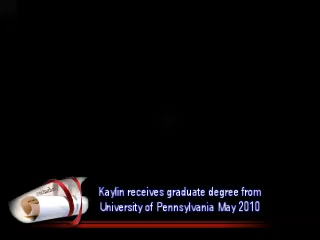 Kaylin receives graduate degree from
University of Pennsylvania May 2010